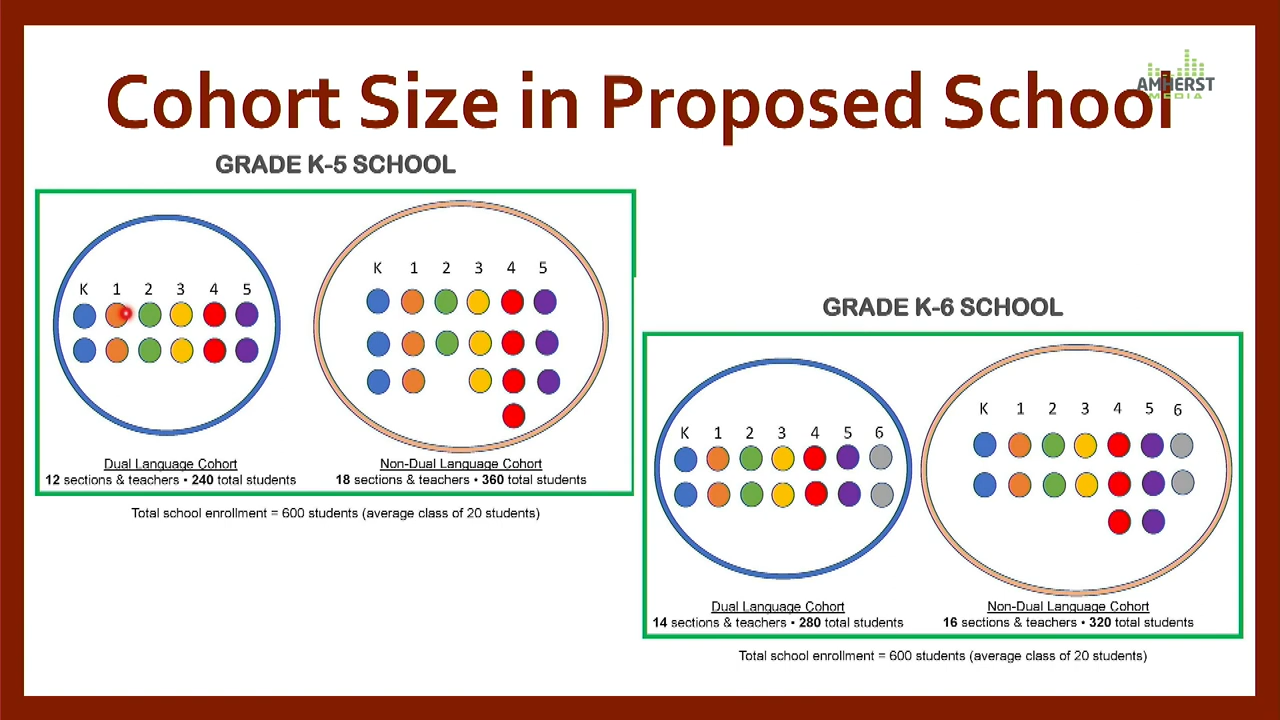 Cohort Size in Proposed School
AMHERST
MEDIA
GRADE K-5 SCHOOL
K 1 2 3 4 5
K 1 2 3 4 5
Dual Language Cohort
12 sections & teachers • 240 total students
Non-Dual Language Cohort
18 sections & teachers • 360 total students
Total school enrollment = 600 students (average class of 20 students)
GRADE K-6 SCHOOL
K 1 2 3 4 5 6
K 1 2 3 4 5 6
Dual Language Cohort
14 sections & teachers • 280 total students
Non-Dual Language Cohort
16 sections & teachers • 320 total students
Total school enrollment = 600 students (average class of 20 students)